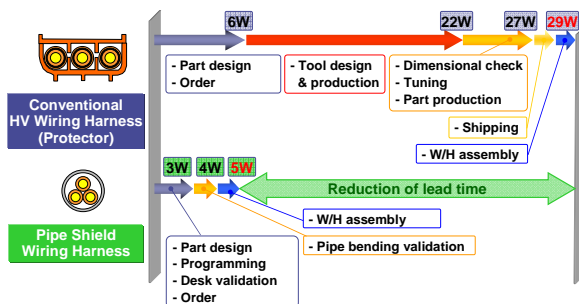 6W
22W
27W
29W
- Part design
- Order
- Tool design
& production
- Dimensional check
- Tuning
- Part production
Conventional
HV Wiring Harness
(Protector)
- Shipping
- W/H assembly
3W
4W
5W
Reduction of lead time
- W/H assembly
Pipe Shield
Wiring Harness
- Pipe bending validation
- Part design
- Programming
- Desk validation
- Order